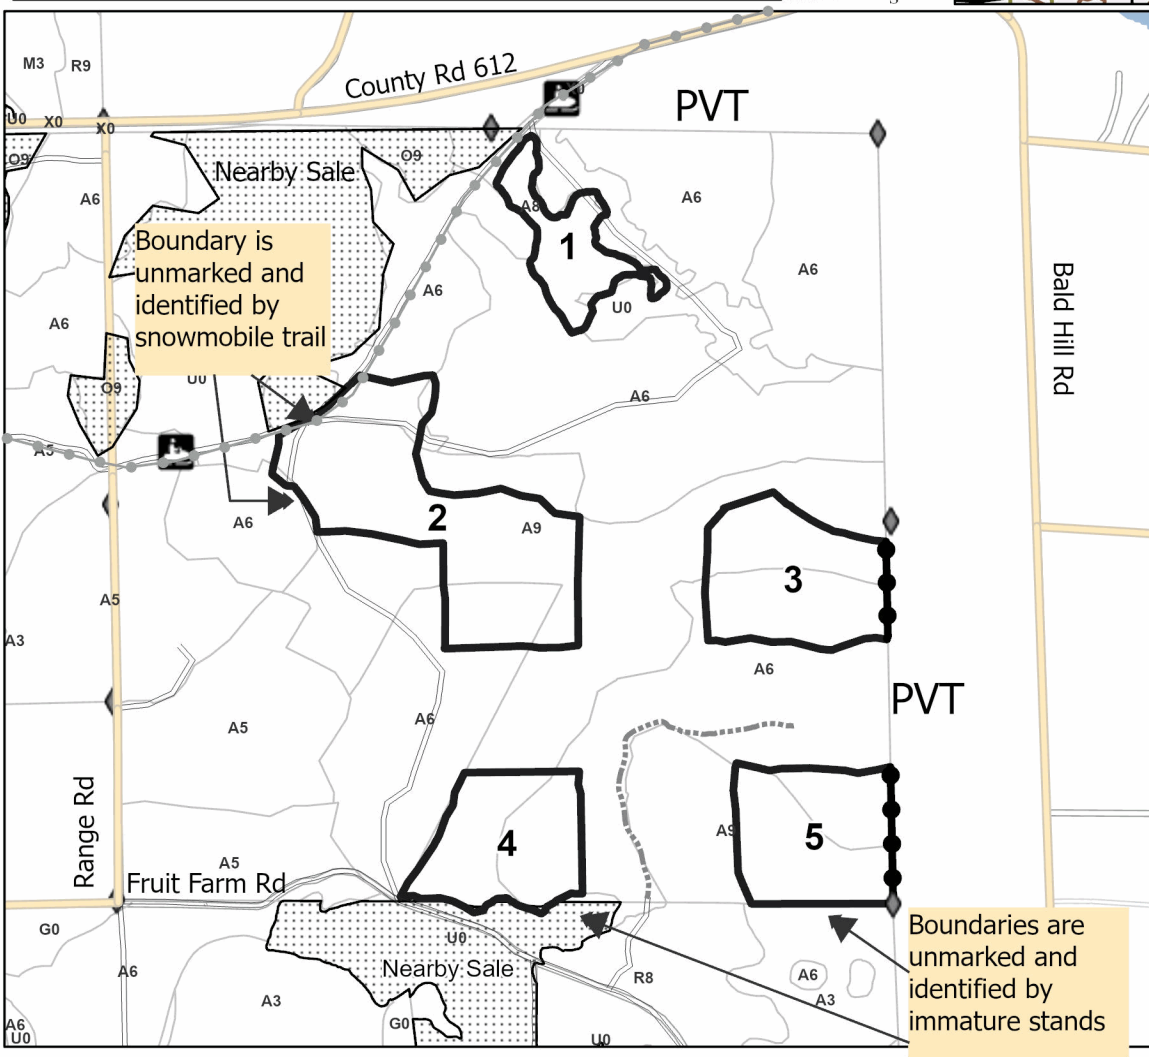 M3
R9
County Rd 612
PVT
U0
X0
X0
O9
Nearby Sale
O9
A6
A8
A6
Boundary is
unmarked and
identified by
snowmobile trail
1
A6
A6
A6
U0
U0
O9
A6
Bald Hill Rd
A5
A6
2
A9
3
A5
A3
A6
PVT
A5
A6
Range Rd
4
A9
5
A5
Fruit Farm Rd
G0
U0
Nearby Sale
A6
A3
R8
A6
A3
Boundaries are
unmarked and
identified by
immature stands
A6
U0
G0
U0